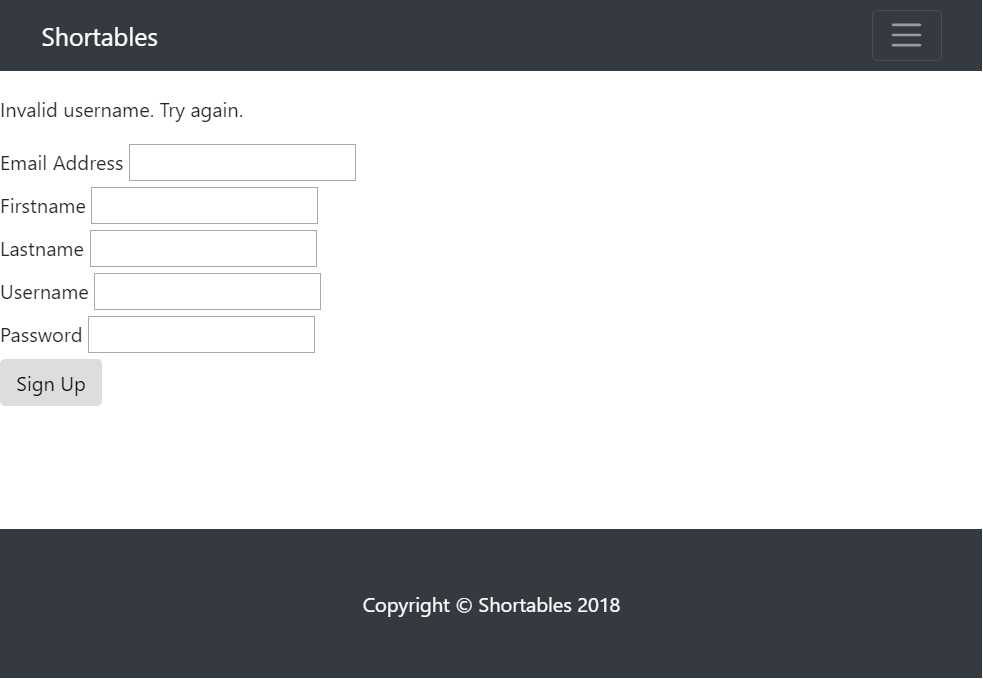 Shortables
Invalid username. Try again.
Email Address
Firstname
Lastname
Username
Password
Sign Up
Copyright © Shortables 2018